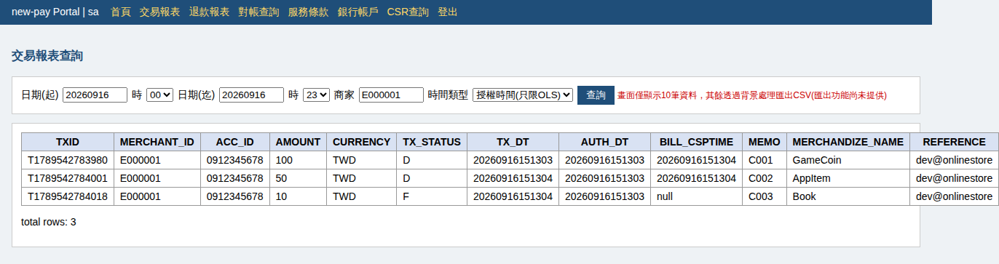 new-pay Portal | sa 首頁 交易報表 退款報表 對帳查詢 服務條款 銀行帳戶 CSR查詢 登出
交易報表查詢
日期(起) 20260916 時 00 日期(迄) 20260916 時 23 商家 E000001 時間類型 授權時間(只限OLS) 查詢 畫面僅顯示10筆資料，其餘透過背景處理匯出CSV(匯出功能尚未提供)
TXID MERCHANT_ID ACC_ID AMOUNT CURRENCY TX_STATUS TX_DT AUTH_DT BILL_CSPTIME MEMO MERCHANDIZE_NAME REFERENCE
T1789542783980 E000001 0912345678 100 TWD D 20260916151303 20260916151303 20260916151304 C001 GameCoin dev@onlinestore
T1789542784001 E000001 0912345678 50 TWD D 20260916151304 20260916151303 20260916151304 C002 AppItem dev@onlinestore
T1789542784018 E000001 0912345678 10 TWD F 20260916151304 20260916151303 null C003 Book dev@onlinestore
total rows: 3